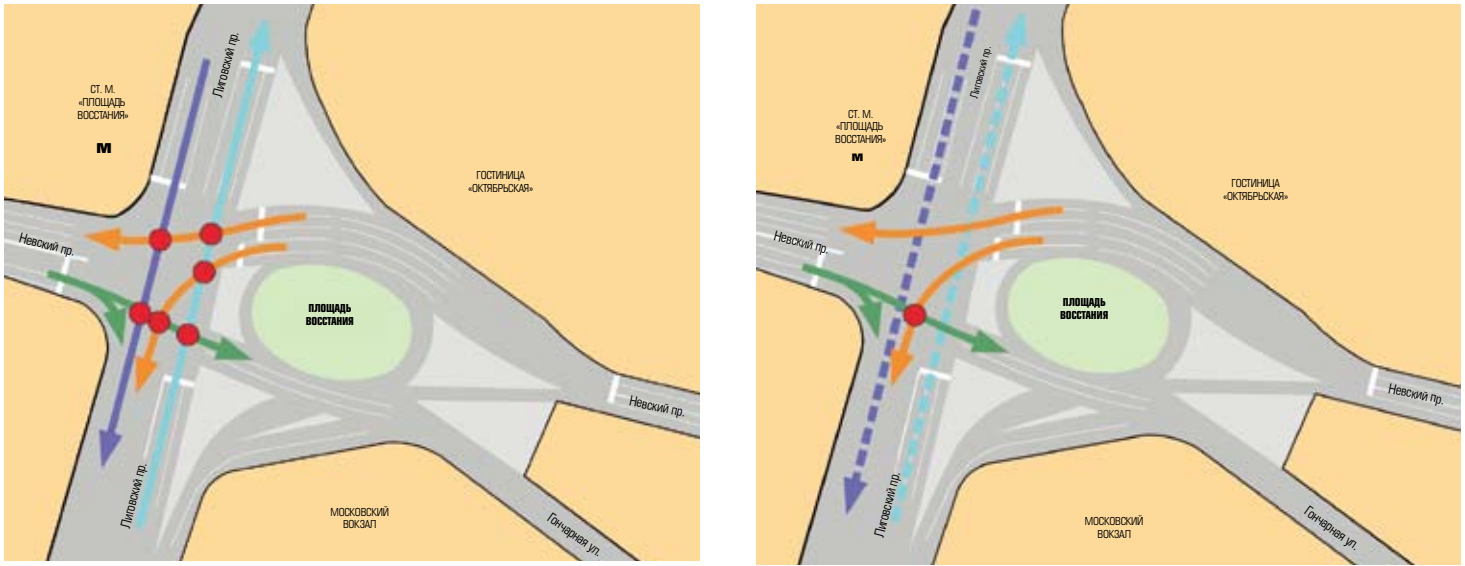 Лиговский пр.
СТ. М.
«ПЛОЩАДЬ
ВОССТАНИЯ»
М
ГОСТИНИЦА
«ОКТЯБРЬСКАЯ»
Невский пр.
ПЛОЩАДЬ
ВОССТАНИЯ
Невский пр.
Лиговский пр.
МОСКОВСКИЙ
ВОКЗАЛ
Гончарная ул.
Лиговский пр.
СТ. М.
«ПЛОЩАДЬ
ВОССТАНИЯ»
М
ГОСТИНИЦА
«ОКТЯБРЬСКАЯ»
Невский пр.
ПЛОЩАДЬ
ВОССТАНИЯ
Невский пр.
Лиговский пр.
МОСКОВСКИЙ
ВОКЗАЛ
Гончарная ул.